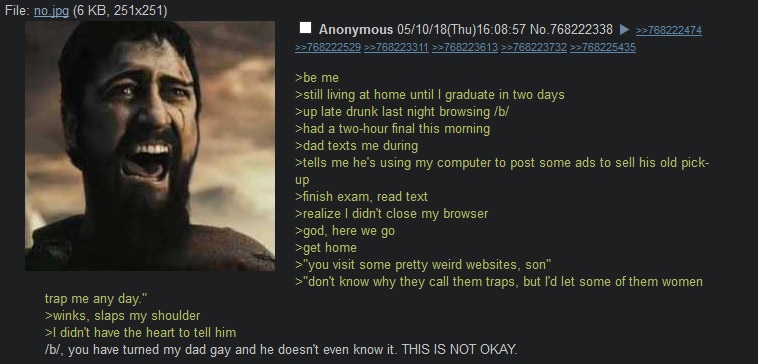 File: no.jpg (6 KB, 251x251)
Anonymous 05/10/18(Thu)16:08:57 No.768222338 ▶ >>768222474
>>768222529 >>768223311 >>768223613 >>768223732 >>768225435
>be me
>still living at home until I graduate in two days
>up late drunk last night browsing /b/
>had a two-hour final this morning
>dad texts me during
>tells me he's using my computer to post some ads to sell his old pick-
up
>finish exam, read text
>realize I didn't close my browser
>god, here we go
>get home
>"you visit some pretty weird websites, son"
>"don't know why they call them traps, but I'd let some of them women
trap me any day."
>winks, slaps my shoulder
>I didn't have the heart to tell him
/b/, you have turned my dad gay and he doesn't even know it. THIS IS NOT OKAY.